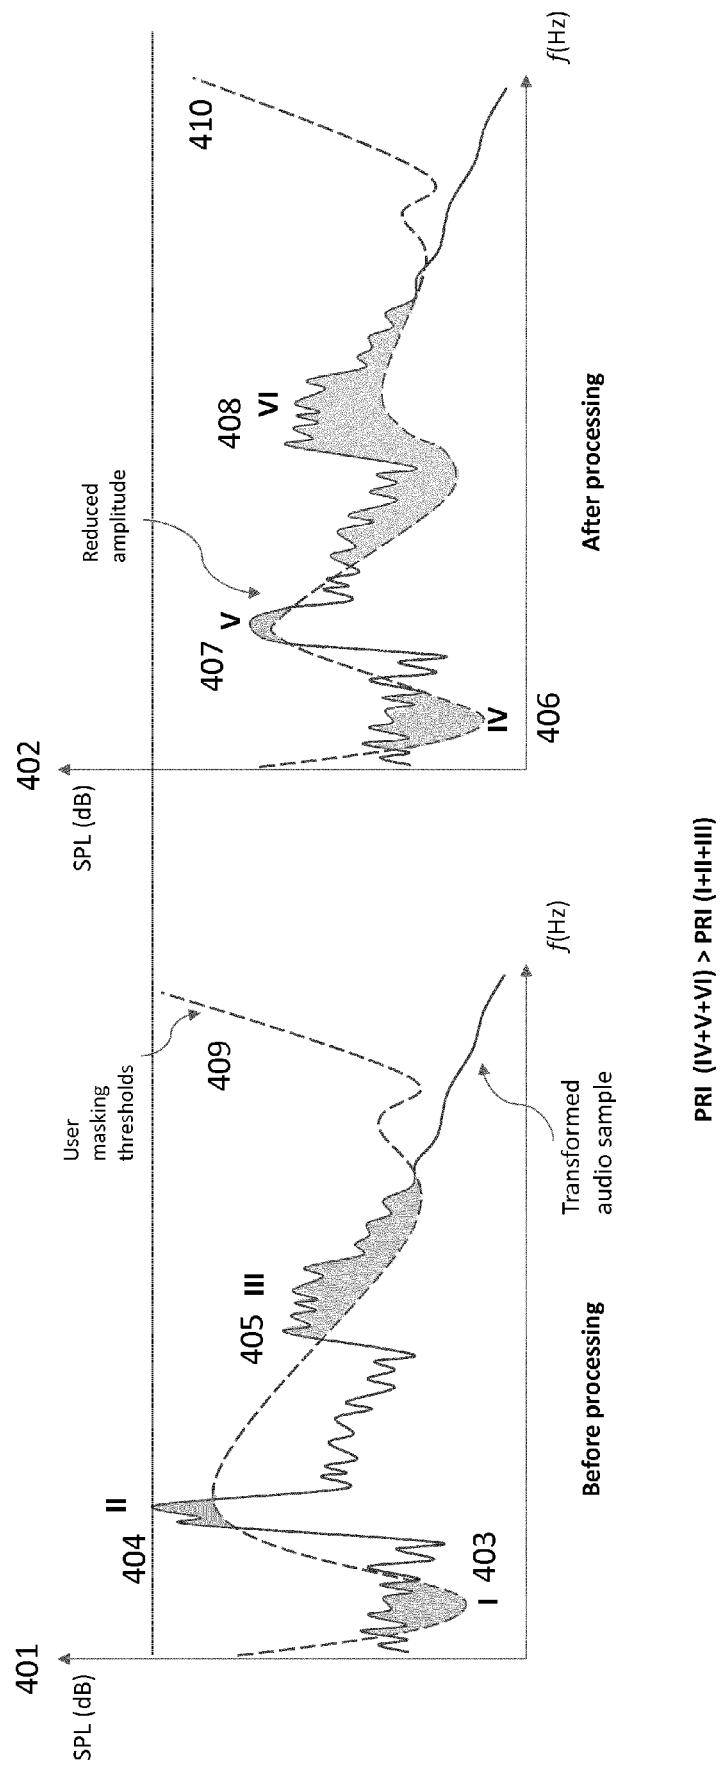 401
SPL (dB)
404
II
I
403
405
III
409
User
masking
thresholds
Transformed
audio sample
f(Hz)
Before processing
402
SPL (dB)
IV
406
407
V
Reduced
amplitude
408
VI
410
f(Hz)
After processing
PRI (IV+V+VI) > PRI (I+II+III)